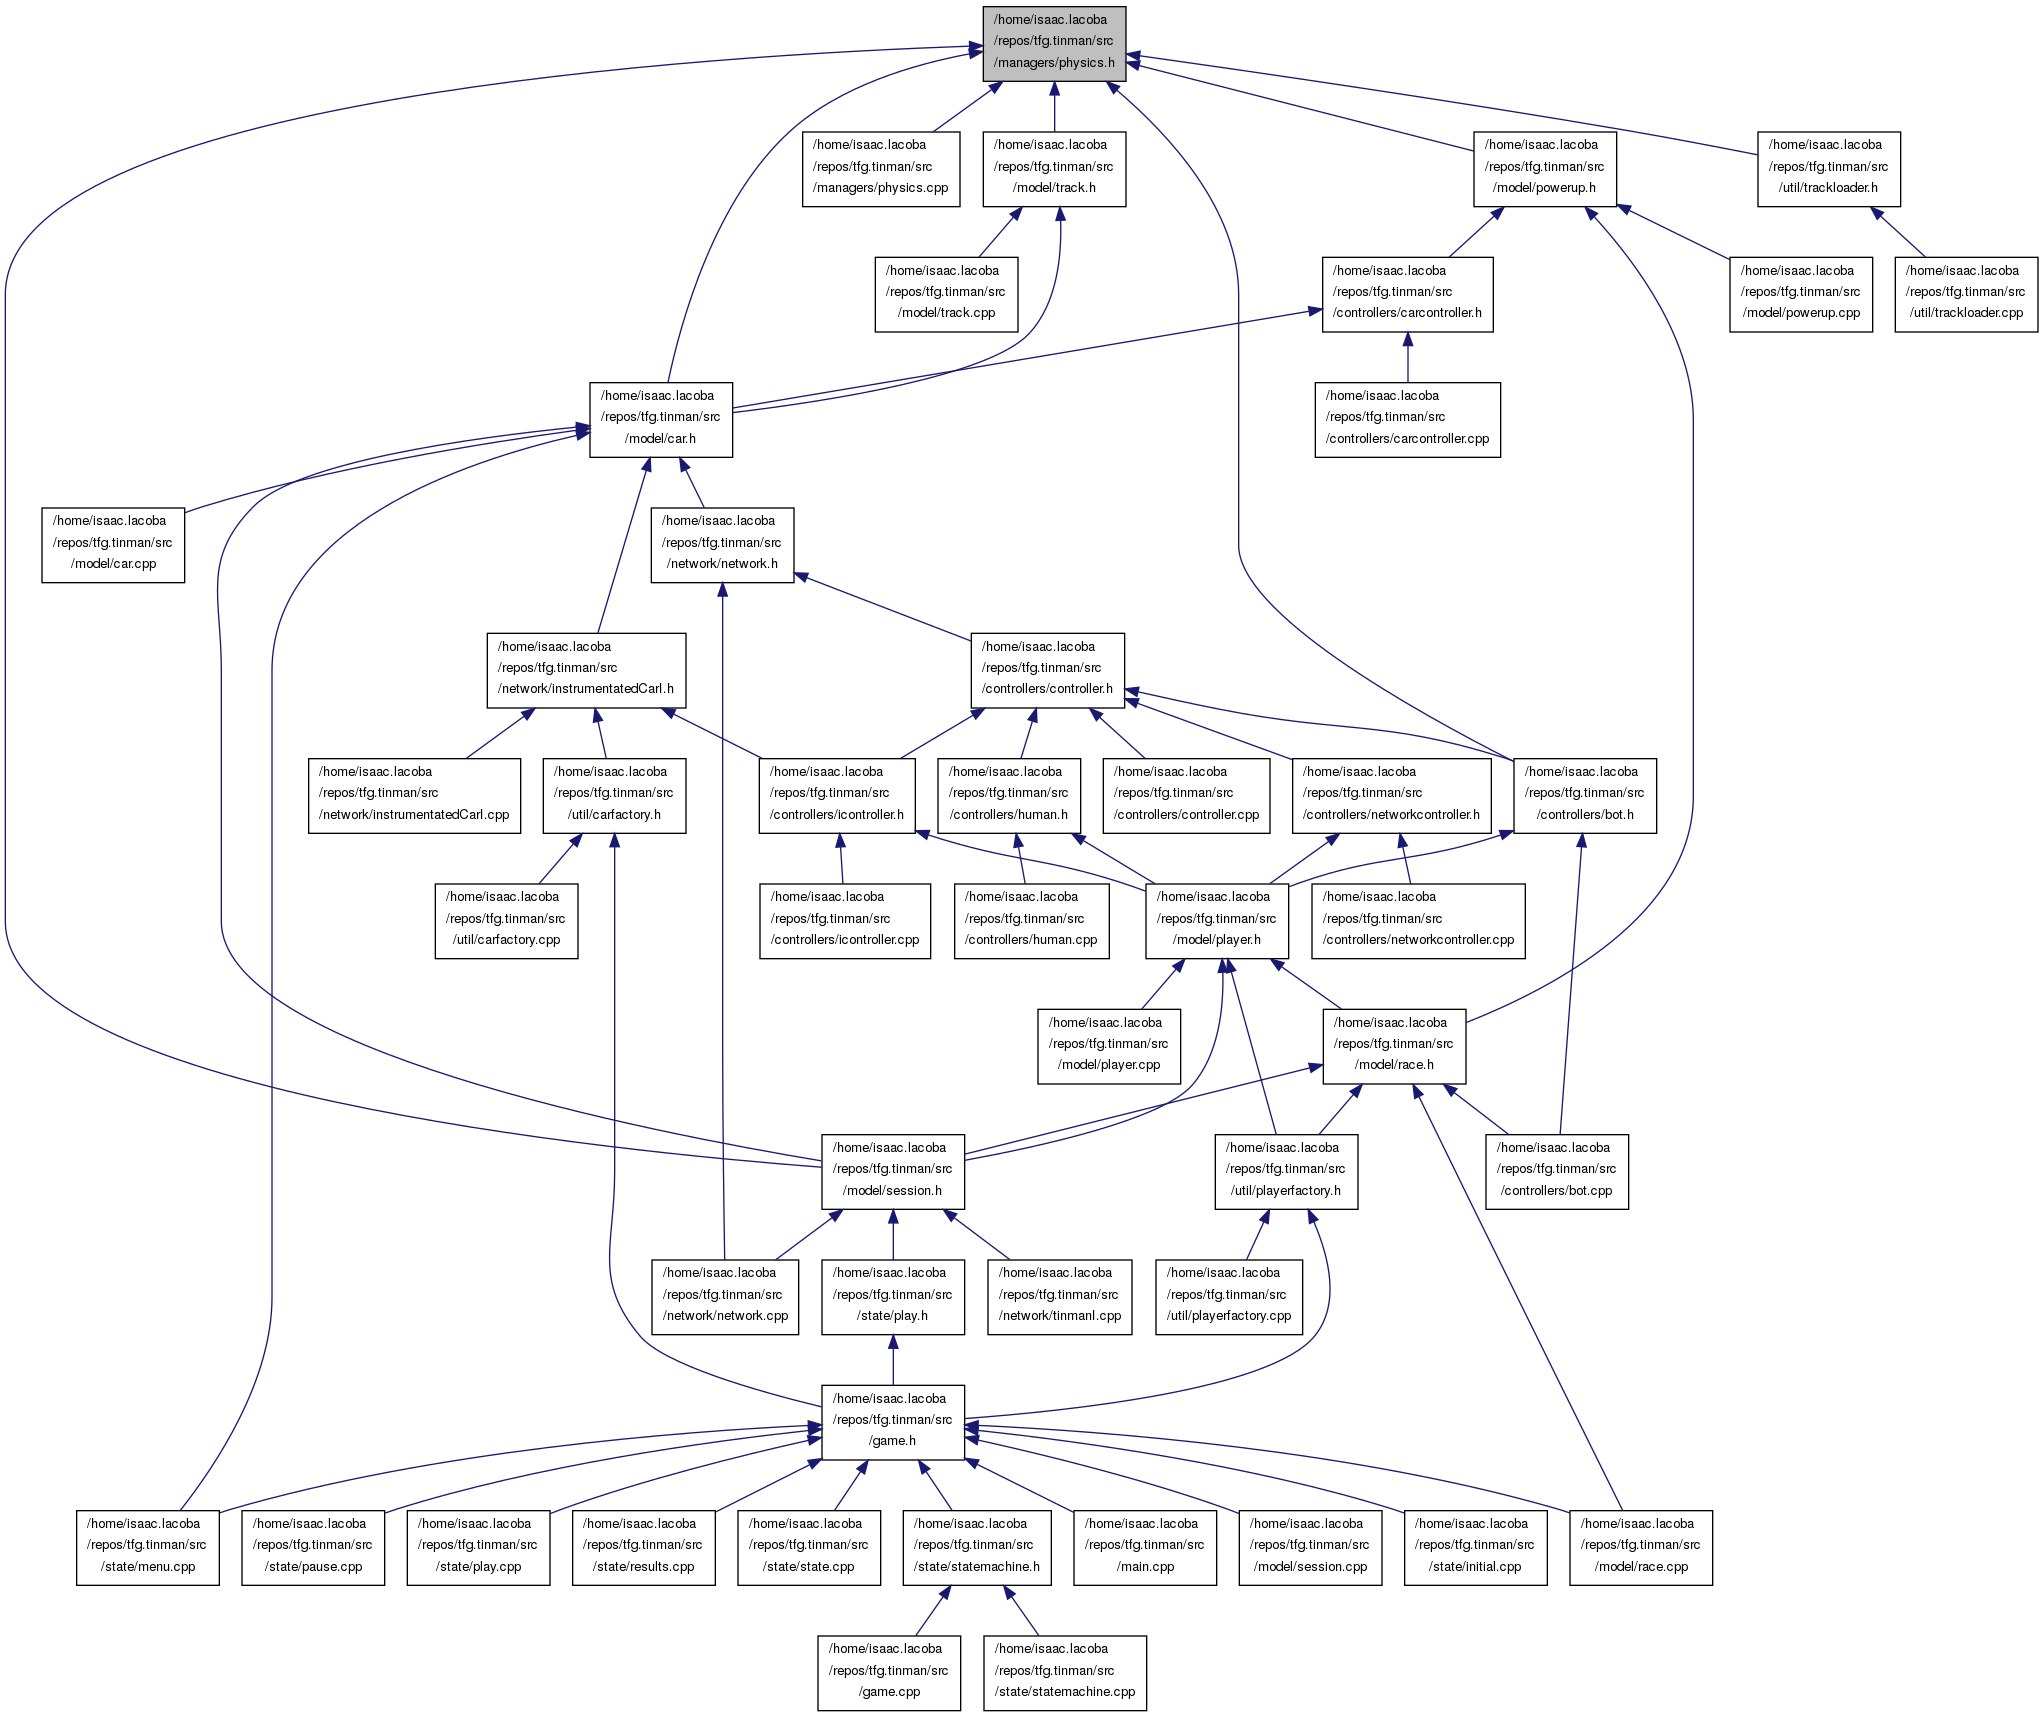 /home/isaac.lacoba
/repos/tfg.tinman/src
/managers/physics.h
/home/isaac.lacoba
/repos/tfg.tinman/src
/managers/physics.cpp
/home/isaac.lacoba
/repos/tfg.tinman/src
/model/track.h
/home/isaac.lacoba
/repos/tfg.tinman/src
/model/powerup.h
/home/isaac.lacoba
/repos/tfg.tinman/src
/util/trackloader.h
/home/isaac.lacoba
/repos/tfg.tinman/src
/model/track.cpp
/home/isaac.lacoba
/repos/tfg.tinman/src
/controllers/carcontroller.h
/home/isaac.lacoba
/repos/tfg.tinman/src
/model/powerup.cpp
/home/isaac.lacoba
/repos/tfg.tinman/src
/util/trackloader.cpp
/home/isaac.lacoba
/repos/tfg.tinman/src
/model/car.h
/home/isaac.lacoba
/repos/tfg.tinman/src
/controllers/carcontroller.cpp
/home/isaac.lacoba
/repos/tfg.tinman/src
/model/car.cpp
/home/isaac.lacoba
/repos/tfg.tinman/src
/network/network.h
/home/isaac.lacoba
/repos/tfg.tinman/src
/network/instrumentatedCarI.h
/home/isaac.lacoba
/repos/tfg.tinman/src
/controllers/controller.h
/home/isaac.lacoba
/repos/tfg.tinman/src
/network/instrumentatedCarI.cpp
/home/isaac.lacoba
/repos/tfg.tinman/src
/util/carfactory.h
/home/isaac.lacoba
/repos/tfg.tinman/src
/controllers/icontroller.h
/home/isaac.lacoba
/repos/tfg.tinman/src
/controllers/human.h
/home/isaac.lacoba
/repos/tfg.tinman/src
/controllers/controller.cpp
/home/isaac.lacoba
/repos/tfg.tinman/src
/controllers/networkcontroller.h
/home/isaac.lacoba
/repos/tfg.tinman/src
/controllers/bot.h
/home/isaac.lacoba
/repos/tfg.tinman/src
/util/carfactory.cpp
/home/isaac.lacoba
/repos/tfg.tinman/src
/controllers/icontroller.cpp
/home/isaac.lacoba
/repos/tfg.tinman/src
/controllers/human.cpp
/home/isaac.lacoba
/repos/tfg.tinman/src
/model/player.h
/home/isaac.lacoba
/repos/tfg.tinman/src
/controllers/networkcontroller.cpp
/home/isaac.lacoba
/repos/tfg.tinman/src
/model/player.cpp
/home/isaac.lacoba
/repos/tfg.tinman/src
/model/race.h
/home/isaac.lacoba
/repos/tfg.tinman/src
/model/session.h
/home/isaac.lacoba
/repos/tfg.tinman/src
/util/playerfactory.h
/home/isaac.lacoba
/repos/tfg.tinman/src
/controllers/bot.cpp
/home/isaac.lacoba
/repos/tfg.tinman/src
/network/network.cpp
/home/isaac.lacoba
/repos/tfg.tinman/src
/state/play.h
/home/isaac.lacoba
/repos/tfg.tinman/src
/network/tinmanI.cpp
/home/isaac.lacoba
/repos/tfg.tinman/src
/util/playerfactory.cpp
/home/isaac.lacoba
/repos/tfg.tinman/src
/game.h
/home/isaac.lacoba
/repos/tfg.tinman/src
/state/menu.cpp
/home/isaac.lacoba
/repos/tfg.tinman/src
/state/pause.cpp
/home/isaac.lacoba
/repos/tfg.tinman/src
/state/play.cpp
/home/isaac.lacoba
/repos/tfg.tinman/src
/state/results.cpp
/home/isaac.lacoba
/repos/tfg.tinman/src
/state/state.cpp
/home/isaac.lacoba
/repos/tfg.tinman/src
/state/statemachine.h
/home/isaac.lacoba
/repos/tfg.tinman/src
/main.cpp
/home/isaac.lacoba
/repos/tfg.tinman/src
/model/session.cpp
/home/isaac.lacoba
/repos/tfg.tinman/src
/state/initial.cpp
/home/isaac.lacoba
/repos/tfg.tinman/src
/model/race.cpp
/home/isaac.lacoba
/repos/tfg.tinman/src
/game.cpp
/home/isaac.lacoba
/repos/tfg.tinman/src
/state/statemachine.cpp